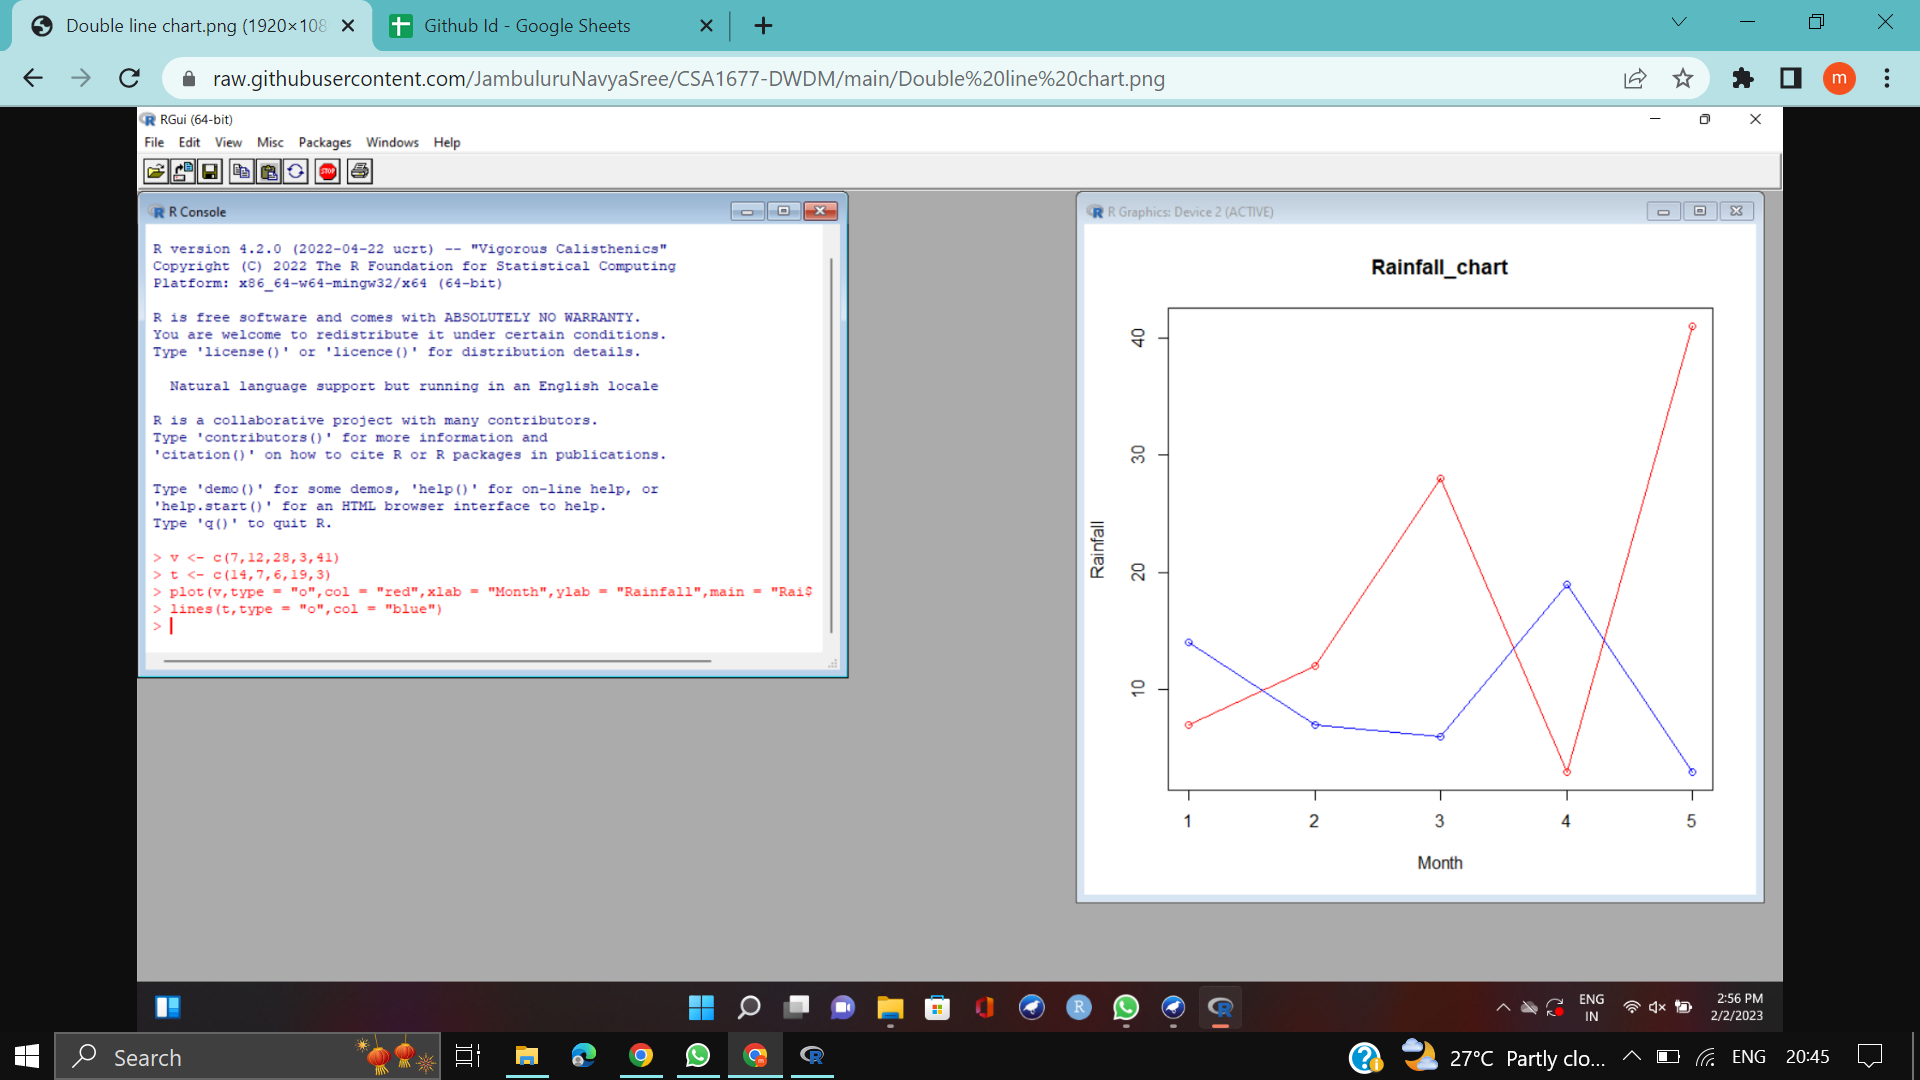 Double line chart.png (1920×108
Github Id - Google Sheets
raw.githubusercontent.com/JambuluruNavyaSree/CSA1677-DWDM/main/Double%20line%20chart.png
m
RGui (64-bit)
File Edit View Misc Packages Windows Help
STOP
R Console
R version 4.2.0 (2022-04-22 ucrt) -- "Vigorous Calisthenics"
Copyright (C) 2022 The R Foundation for Statistical Computing
Platform: x86_64-w64-mingw32/x64 (64-bit)
R is free software and comes with ABSOLUTELY NO WARRANTY.
You are welcome to redistribute it under certain conditions.
Type 'license()' or 'licence()' for distribution details.
Natural language support but running in an English locale
R is a collaborative project with many contributors.
Type 'contributors()' for more information and
'citation()' on how to cite R or R packages in publications.
Type 'demo()' for some demos, 'help()' for on-line help, or
'help.start()' for an HTML browser interface to help.
Type 'q()' to quit R.
> v <- c(7,12,28,3,41)
> t <- c(14,7,6,19,3)
> plot(v,type = "o",col = "red",xlab = "Month",ylab = "Rainfall",main = "Rai$
> lines(t,type = "o",col = "blue")
>
R Graphics: Device 2 (ACTIVE)
Rainfall_chart
40
30
20
10
Rainfall
1 2 3 4 5
Month
ENG
IN
2:56 PM
2/2/2023
Search
27°C Partly clo...
ENG
20:45